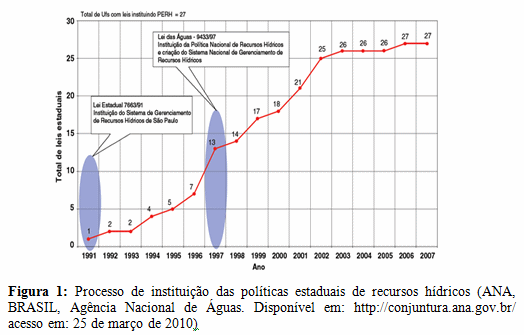 Total de Ufs com leis instituindo PERH = 27
Lei das Águas - 9433/97
Instituição da Política Nacional de Recursos Hídricos
e criação do Sistema Nacional de Gerenciamento de
Recursos Hídricos
Lei Estadual 7663/91
Instituição do Sistema de Gerenciamento
de Recursos Hídricos de São Paulo
Total de leis estaduais
30
25
20
15
10
5
0
1 2 2 4 5 7 13 14 17 18 21 25 26 26 26 27 27
1991 1992 1993 1994 1995 1996 1997 1998 1999 2000 2001 2002 2003 2004 2005 2006 2007
Ano
Figura 1: Processo de instituição das políticas estaduais de recursos hídricos (ANA,
BRASIL, Agência Nacional de Águas. Disponível em: http://conjuntura.ana.gov.br/
acesso em: 25 de março de 2010)